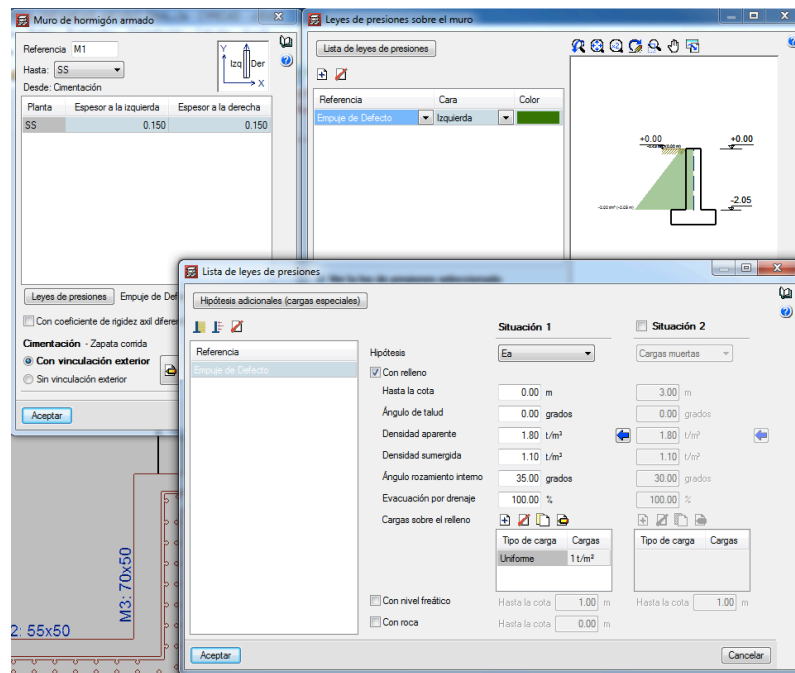 Muro de hormigón armado
Referencia M1
Hasta: SS
Desde: Cimentación
Y
Izq Der
X
Planta Espesor a la izquierda Espesor a la derecha
SS 0.150 0.150
Leyes de presiones Empuje de Def
Con coeficiente de rigidez axil difere
Cimentación - Zapata corrida
Con vinculación exterior
Sin vinculación exterior
Aceptar
Leyes de presiones sobre el muro
Lista de leyes de presiones
Referencia Cara Color
Empuje de Defecto Izquierda
+0.00 +0.00
-2.05
Lista de leyes de presiones
Hipótesis adicionales (cargas especiales)
Referencia
Empuje de Defecto
Situación 1 Situación 2
Hipótesis Ea Cargas muertas
Con relleno
Hasta la cota 0.00 m 3.00 m
Ángulo de talud 0.00 grados 0.00 grados
Densidad aparente 1.80 t/m³ 1.80 t/m³
Densidad sumergida 1.10 t/m³ 1.10 t/m³
Ángulo rozamiento interno 35.00 grados 30.00 grados
Evacuación por drenaje 100.00 % 100.00 %
Cargas sobre el relleno
Tipo de carga Cargas Tipo de carga Cargas
Uniforme 1 t/m²
Con nivel freático Hasta la cota 1.00 m Hasta la cota 1.00 m
Con roca Hasta la cota 0.00 m
Aceptar Cancelar
M3: 70x50
2: 55x50